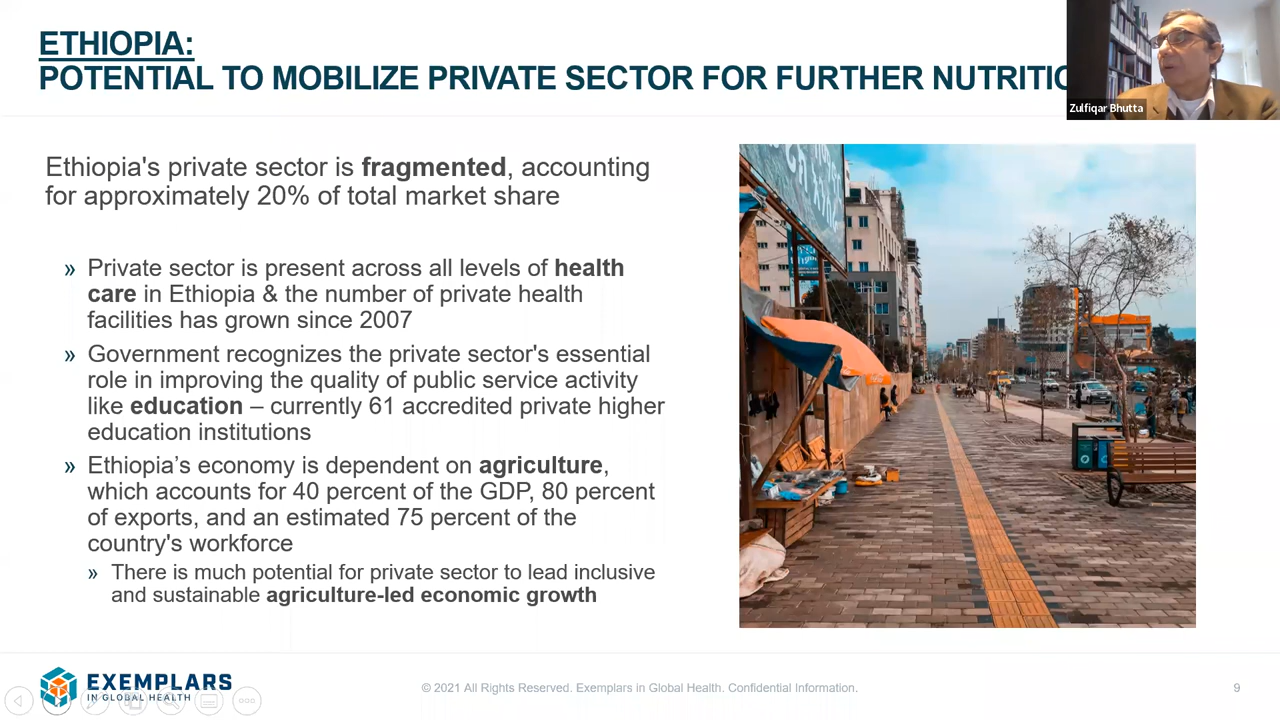 ETHIOPIA:
POTENTIAL TO MOBILIZE PRIVATE SECTOR FOR FURTHER
Zulfiqar Bhutta
Ethiopia's private sector is fragmented, accounting
for approximately 20% of total market share
» Private sector is present across all levels of health
care in Ethiopia & the number of private health
facilities has grown since 2007
» Government recognizes the private sector's essential
role in improving the quality of public service activity
like education – currently 61 accredited private higher
education institutions
» Ethiopia’s economy is dependent on agriculture,
which accounts for 40 percent of the GDP, 80 percent
of exports, and an estimated 75 percent of the
country's workforce
» There is much potential for private sector to lead inclusive
and sustainable agriculture-led economic growth
EXEMPLARS
IN GLOBAL HEALTH
© 2021 All Rights Reserved. Exemplars in Global Health. Confidential Information.
9